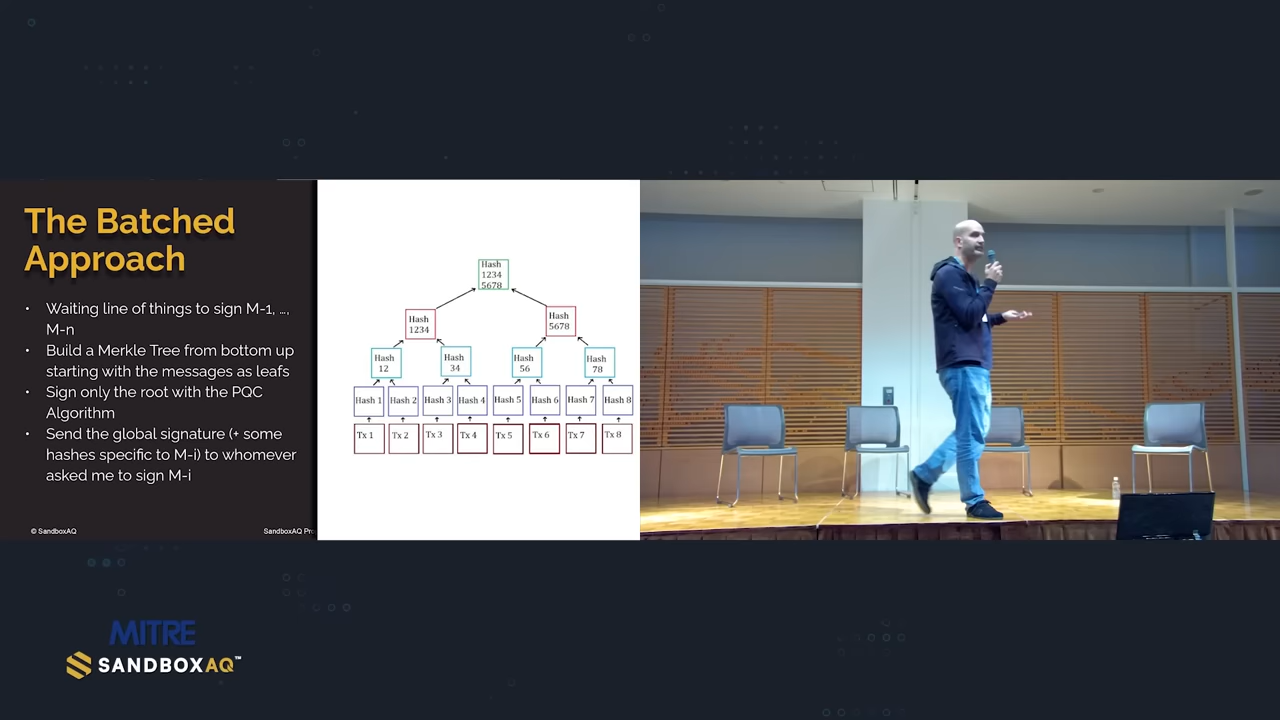 The Batched
Approach
• Waiting line of things to sign M-1, ...,
M-n
• Build a Merkle Tree from bottom up
starting with the messages as leafs
• Sign only the root with the PQC
Algorithm
• Send the global signature (+ some
hashes specific to M-i) to whomever
asked me to sign M-i
© SandboxAQ
SandboxAQ
Hash
1234
5678
Hash
1234
Hash
5678
Hash
12
Hash
34
Hash
56
Hash
78
Hash 1
Hash 2
Hash 3
Hash 4
Hash 5
Hash 6
Hash 7
Hash 8
Tx 1
Tx 2
Tx 3
Tx 4
Tx 5
Tx 6
Tx 7
Tx 8
MITRE
SANDBOXAQ™